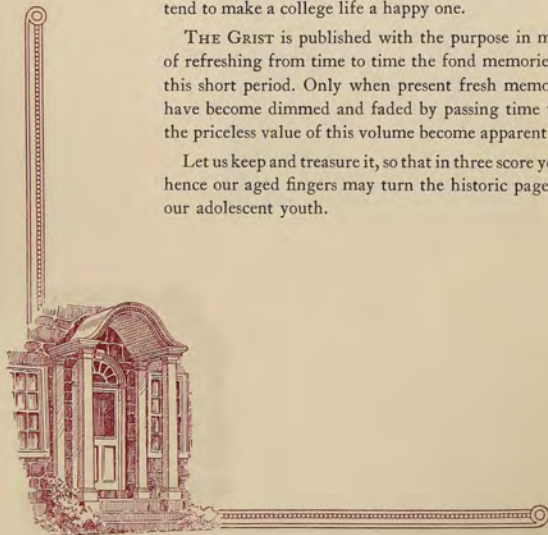 tend to make a college life a happy one.
THE GRIST is published with the purpose in
of refreshing from time to time the fond
this short period. Only when present fresh
have become dimmed and faded by passing time
the priceless value of this volume become apparent
Let us keep and treasure it, so that in three score
hence our aged fingers may turn the historic
our adolescent youth.